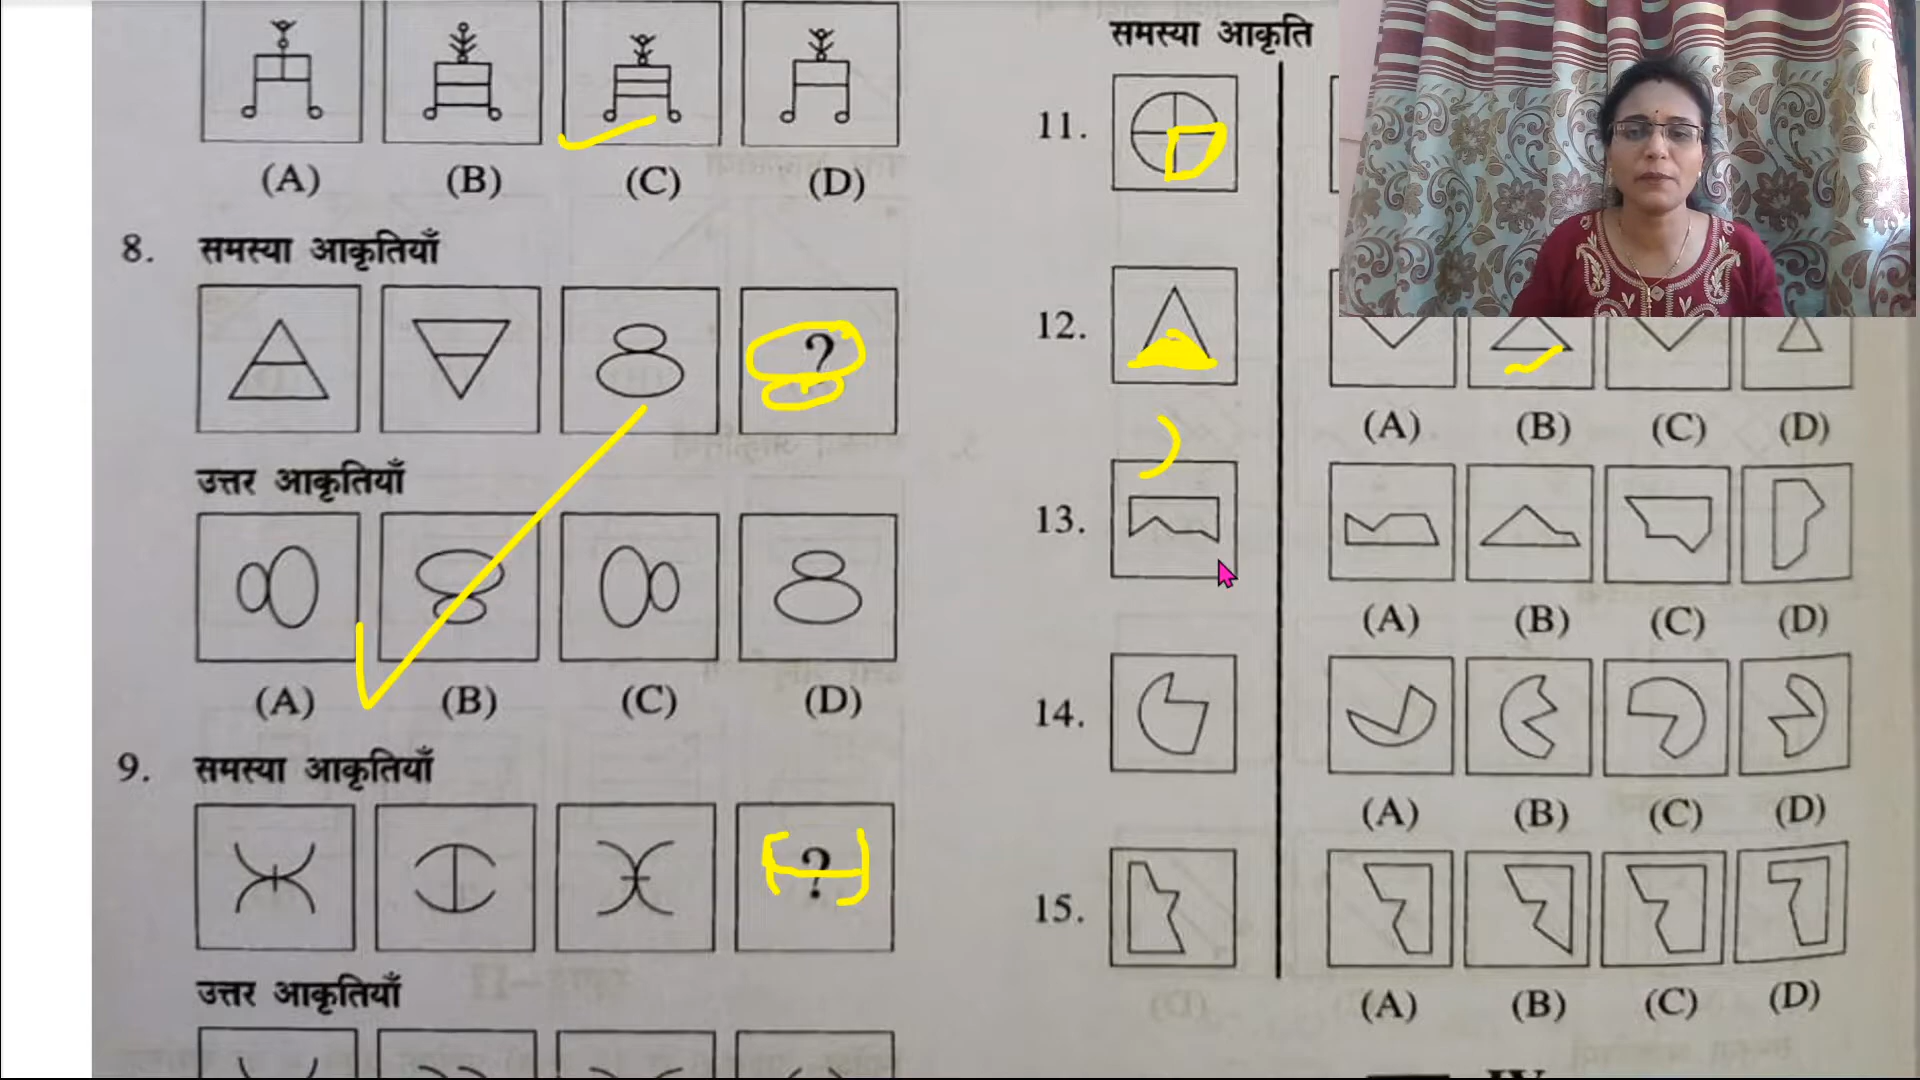 (A) (B) (C) (D)
8. समस्या आकृतियाँ
?
उत्तर आकृतियाँ
(A) (B) (C) (D)
9. समस्या आकृतियाँ
?
उत्तर आकृतियाँ
समस्या आकृति
11.
12.
(A) (B) (C) (D)
13.
(A) (B) (C) (D)
14.
(A) (B) (C) (D)
15.
(A) (B) (C) (D)